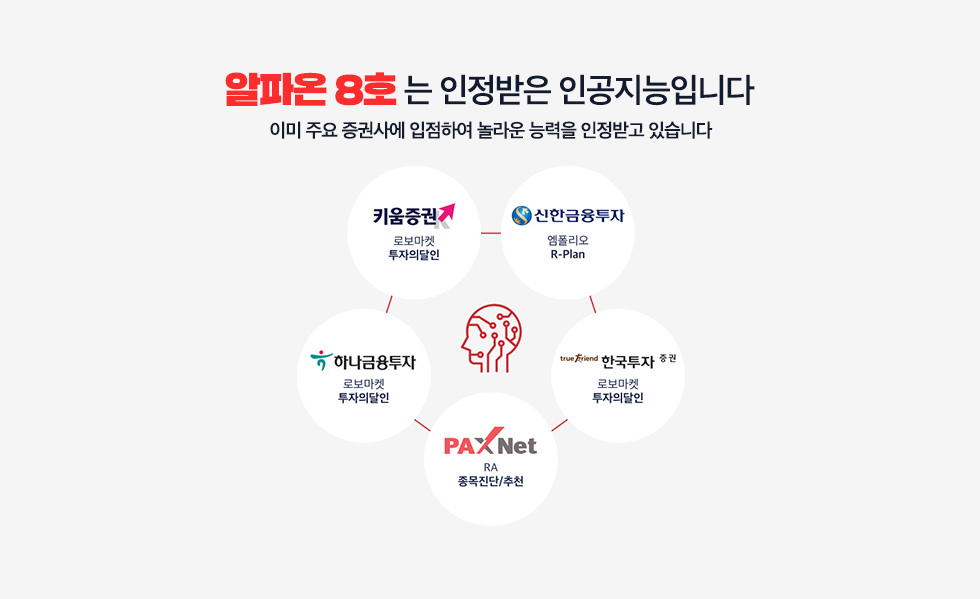 알파온 8호 는 인정받은 인공지능입니다
이미 주요 증권사에 입점하여 놀라운 능력을 인정받고 있습니다
키움증권
로보마켓
투자의달인
신한금융투자
엠폴리오
R-Plan
하나금융투자
로보마켓
투자의달인
true friend 한국투자 증권
로보마켓
투자의달인
PAXNet
RA
종목진단/추천